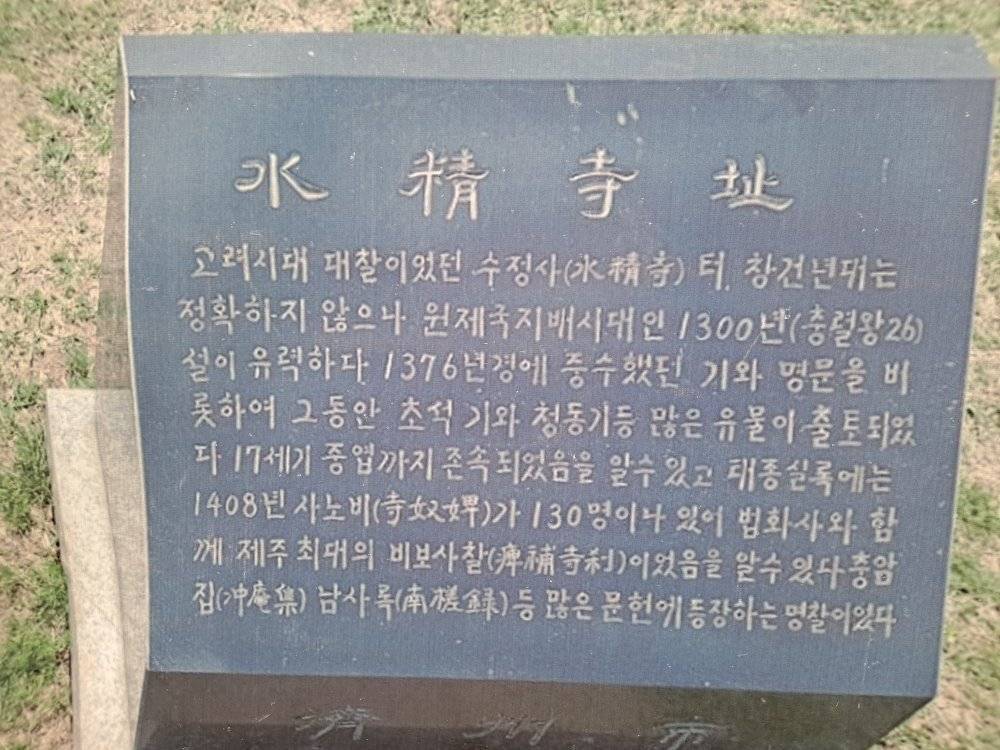 水精寺址
고려시대 대찰이었던 수정사(水精寺) 터. 창건년대는
정확하지 않으나 원제국지배시대인 1300년(충렬왕26)
설이 유력하다 1376년경에 중수했던 기와 명문을 비
롯하여 그동안 초석 기와 청동기등 많은 유물이 출토되었
다 17세기 중엽까지 존속되었음을 알수 있고 태종실록에는
1408년 사노비(寺奴婢)가 130명이나 있어 법화사와 함
께 제주 최대의 비보사찰(裨補寺刹)이었음을 알수 있다 충암
집(冲庵集) 남사록(南槎録) 등 많은 문헌에 등장하는 명찰이었다
濟州市